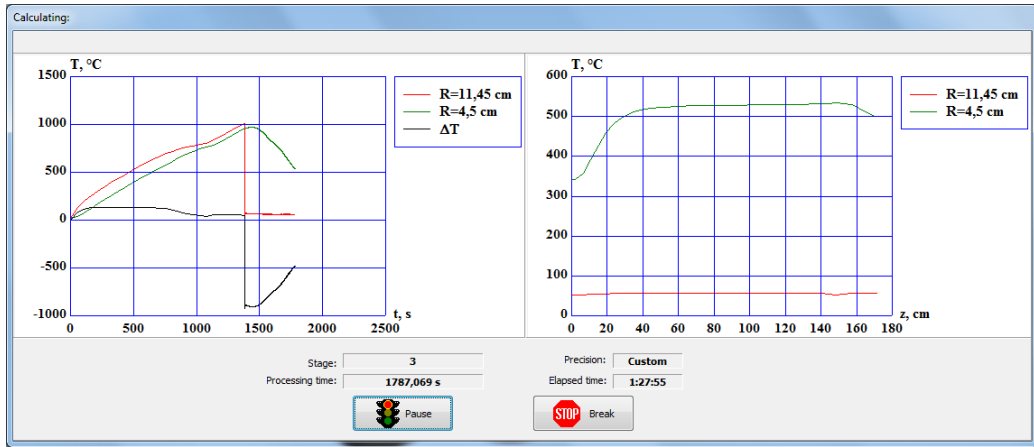 Calculating:
T, °C
1500
1000
500
0
-500
-1000
0
500
1000
1500
2000
2500
t, s
R=11,45 cm
R=4,5 cm
ΔT
T, °C
600
500
400
300
200
100
0
0
20
40
60
80
100
120
140
160
180
z, cm
R=11,45 cm
R=4,5 cm
Stage: 3
Precision: Custom
Processing time: 1787,069 s
Elapsed time: 1:27:55
Pause
STOP Break